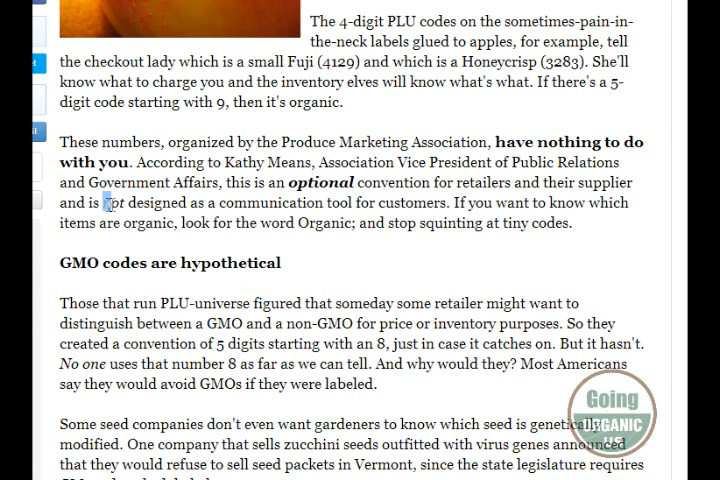 The 4-digit PLU codes on the sometimes-pain-in-
the-neck labels glued to apples, for example, tell
the checkout lady which is a small Fuji (4129) and which is a Honeycrisp (3283). She'll
know what to charge you and the inventory elves will know what's what. If there's a 5-
digit code starting with 9, then it's organic.
These numbers, organized by the Produce Marketing Association, have nothing to do
with you. According to Kathy Means, Association Vice President of Public Relations
and Government Affairs, this is an optional convention for retailers and their supplier
and is not designed as a communication tool for customers. If you want to know which
items are organic, look for the word Organic; and stop squinting at tiny codes.
GMO codes are hypothetical
Those that run PLU-universe figured that someday some retailer might want to
distinguish between a GMO and a non-GMO for price or inventory purposes. So they
created a convention of 5 digits starting with an 8, just in case it catches on. But it hasn't.
No one uses that number 8 as far as we can tell. And why would they? Most Americans
say they would avoid GMOs if they were labeled.
Some seed companies don't even want gardeners to know which seed is genetically
modified. One company that sells zucchini seeds outfitted with virus genes announced
that they would refuse to sell seed packets in Vermont, since the state legislature requires
Going
ORGANIC
US